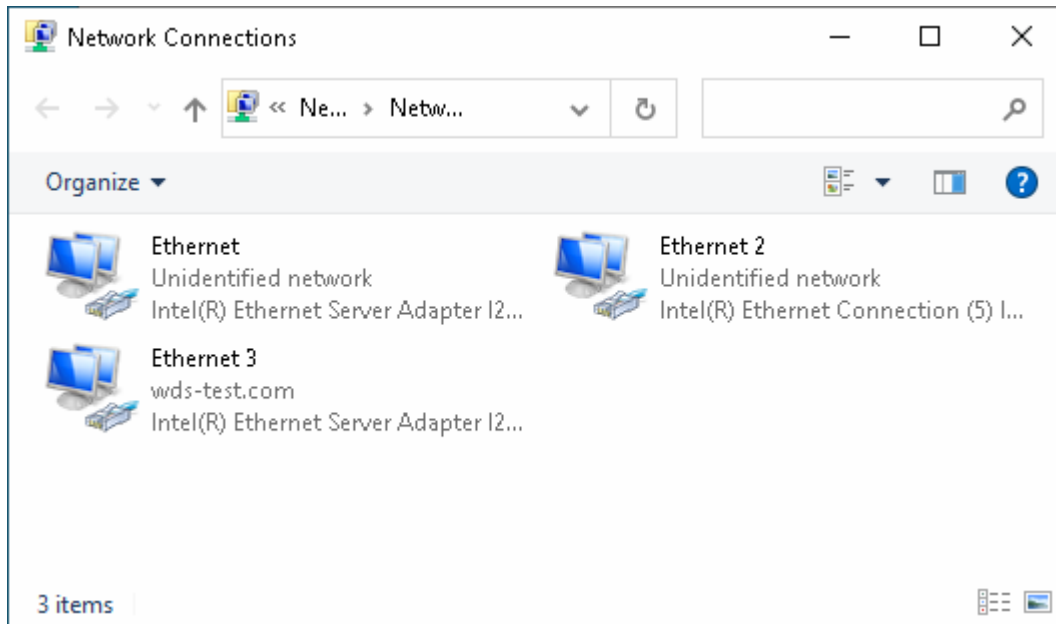 Network Connections
« Ne... > Netw...
Organize
Ethernet
Unidentified network
Intel(R) Ethernet Server Adapter I2...
Ethernet 2
Unidentified network
Intel(R) Ethernet Connection (5) I...
Ethernet 3
wds-test.com
Intel(R) Ethernet Server Adapter I2...
3 items